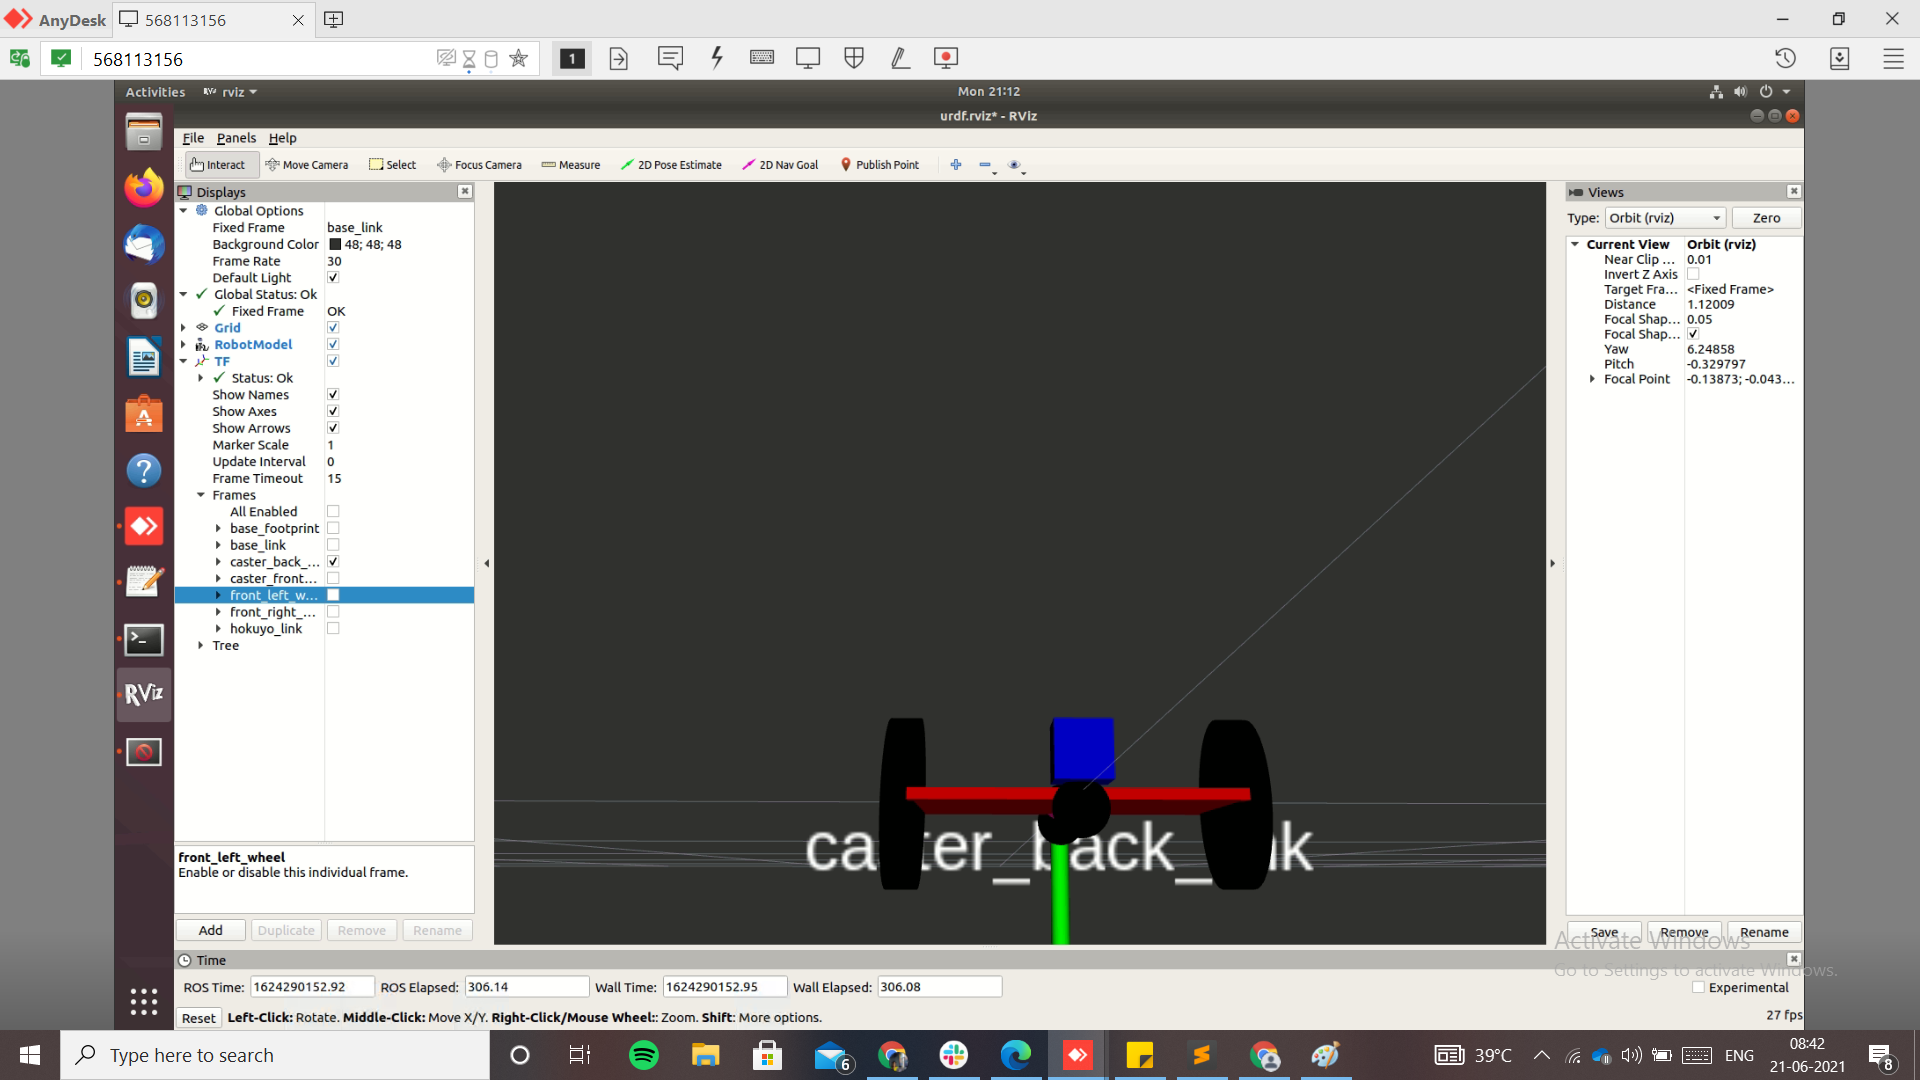 AnyDesk 568113156
568113156 1
Activities rviz Mon 21:12
urdf.rviz* - RViz
File Panels Help
Interact Move Camera Select Focus Camera Measure 2D Pose Estimate 2D Nav Goal Publish Point
Displays
Global Options
Fixed Frame base_link
Background Color 48; 48; 48
Frame Rate 30
Default Light
Global Status: Ok
Fixed Frame OK
Grid
RobotModel
TF
Status: Ok
Show Names
Show Axes
Show Arrows
Marker Scale 1
Update Interval 0
Frame Timeout 15
Frames
All Enabled
base_footprint
base_link
caster_back_...
caster_front...
front_left_w...
front_right_...
hokuyo_link
Tree
front_left_wheel
Enable or disable this individual frame.
Add Duplicate Remove Rename
caster_back_link
Views
Type: Orbit (rviz) Zero
Current View Orbit (rviz)
Near Clip ... 0.01
Invert Z Axis
Target Fra... <Fixed Frame>
Distance 1.12009
Focal Shap... 0.05
Focal Shap...
Yaw 6.24858
Pitch -0.329797
Focal Point -0.13873; -0.043...
Save Remove Rename
Activate Windows
Go to Settings to activate Windows.
Time
ROS Time: 1624290152.92 ROS Elapsed: 306.14 Wall Time: 1624290152.95 Wall Elapsed: 306.08 Experimental
Reset Left-Click: Rotate. Middle-Click: Move X/Y. Right-Click/Mouse Wheel:: Zoom. Shift: More options. 27 fps
RViz
Type here to search 6 39°C ENG 08:42
21-06-2021 8